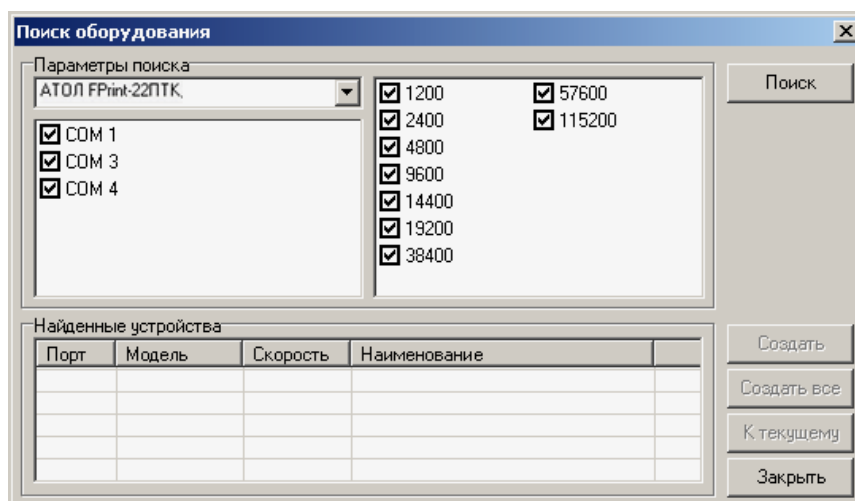 Поиск оборудования
Параметры поиска
АТОЛ FPrint-22ПТК,
COM 1
COM 3
COM 4
1200
2400
4800
9600
14400
19200
38400
57600
115200
Поиск
Найденные устройства
Порт Модель Скорость Наименование
Создать
Создать все
К текущему
Закрыть